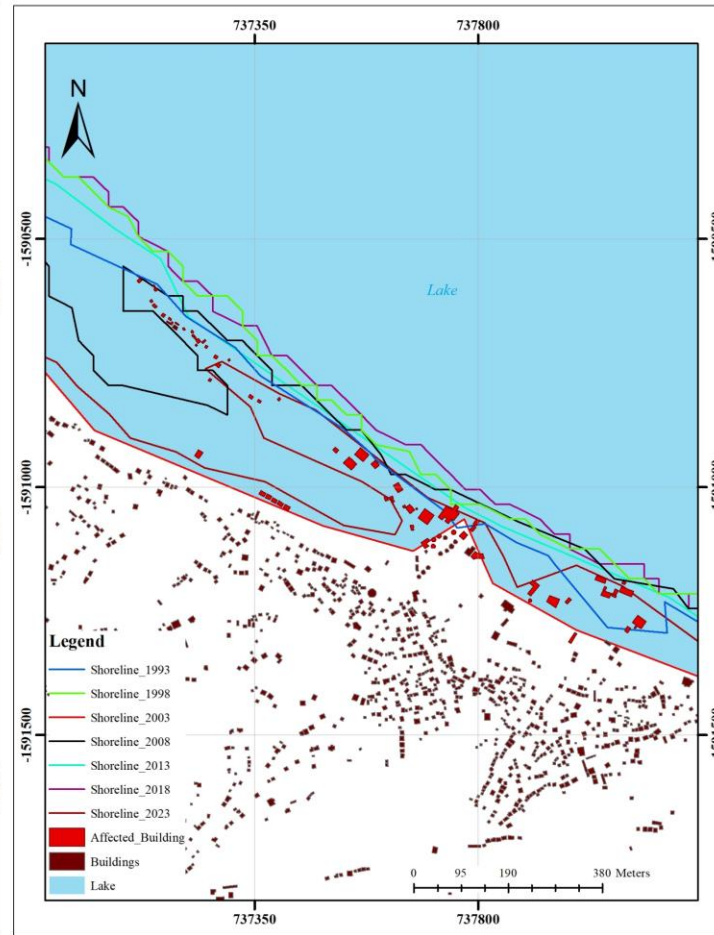 737350 737800
N
-1590500
Lake
-1591000
Legend
Shoreline_1993
Shoreline_1998
Shoreline_2003
Shoreline_2008
-1591500
Shoreline_2013
Shoreline_2018
Shoreline_2023
Affected_Building
Buildings
Lake
0 95 190 380 Meters
737350 737800